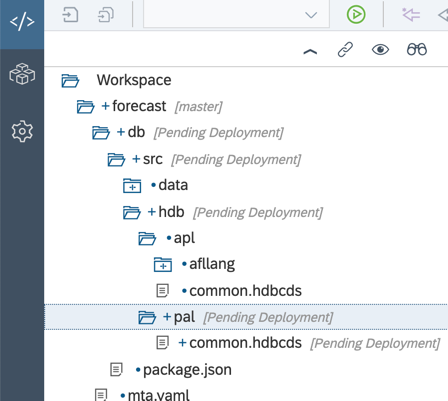 </>
Workspace
+forecast [master]
+db [Pending Deployment]
+src [Pending Deployment]
•data
•hdb [Pending Deployment]
•apl
•afllang
•common.hdbcds
+pal [Pending Deployment]
+common.hdbcds [Pending Deployment]
•package.json
•mta.yaml